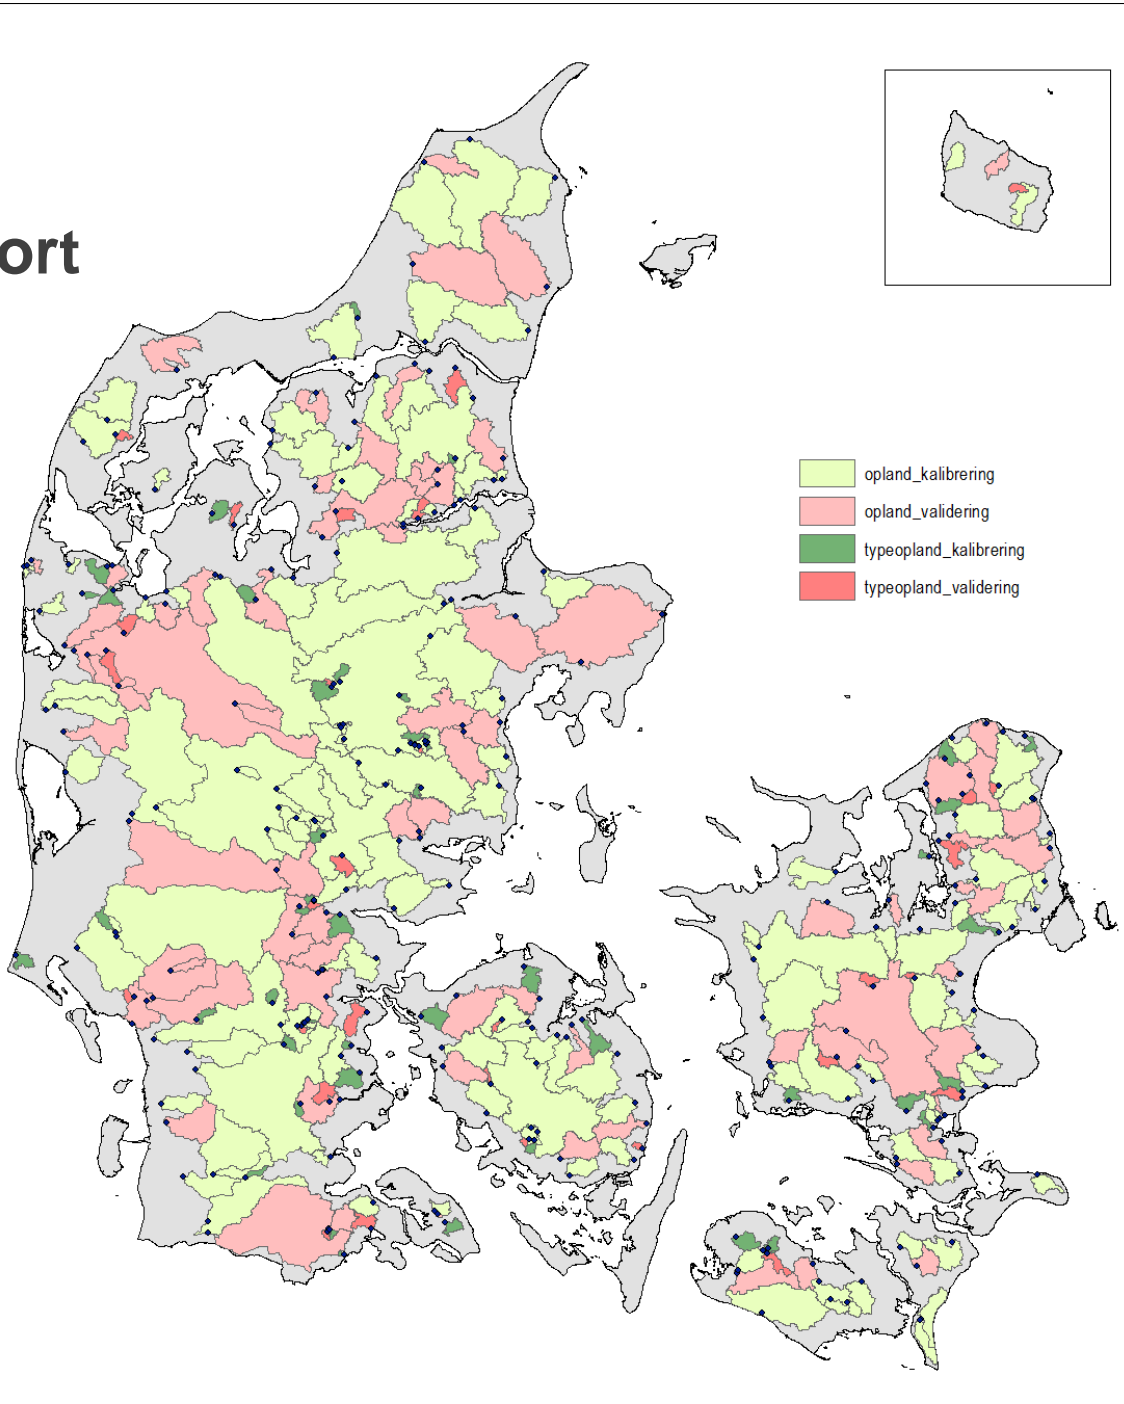 ort
opland_kalibrering
opland_validering
typeopland_kalibrering
typeopland_validering